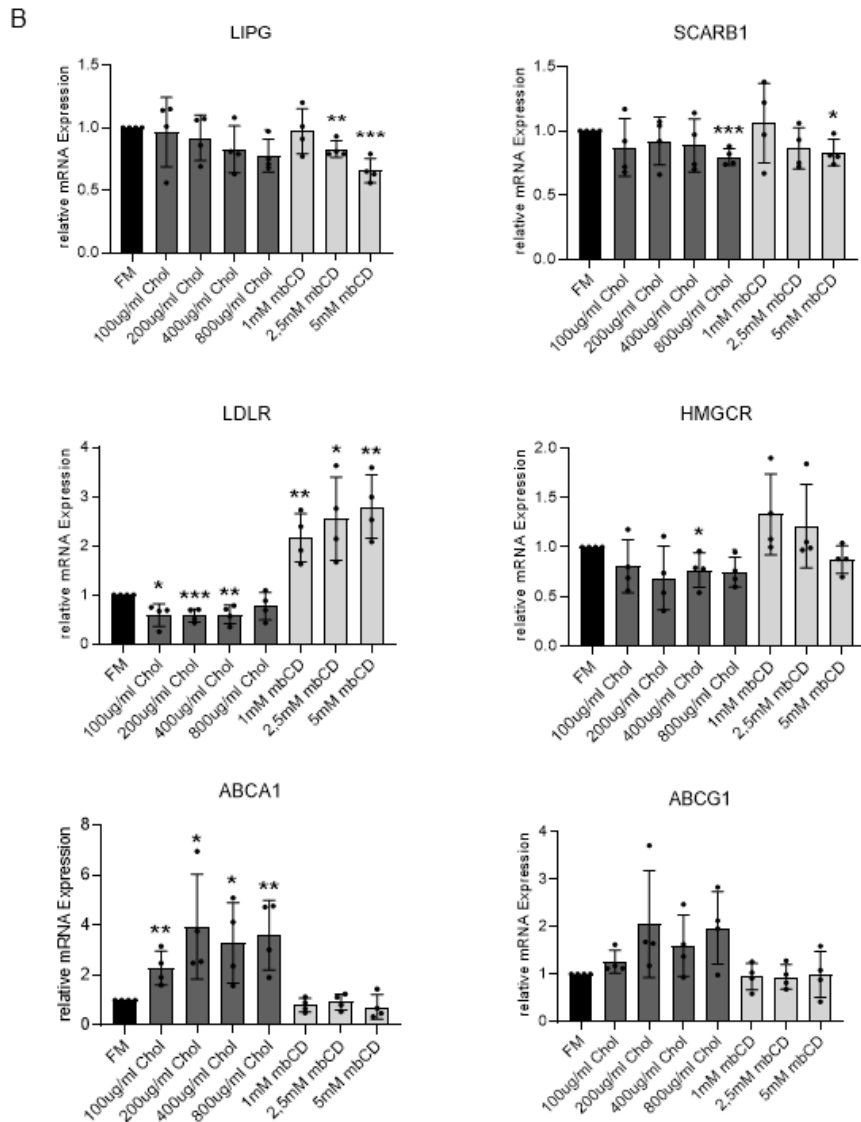 B
LIPG
relative mRNA Expression
1.5
1.0
0.5
0.0
** ***
FM
100ug/ml Chol
200ug/ml Chol
400ug/ml Chol
800ug/ml Chol
1mM mbCD
2,5mM mbCD
5mM mbCD
SCARB1
relative mRNA Expression
1.5
1.0
0.5
0.0
*** *
FM
100ug/ml Chol
200ug/ml Chol
400ug/ml Chol
800ug/ml Chol
1mM mbCD
2,5mM mbCD
5mM mbCD
LDLR
relative mRNA Expression
4
3
2
1
0
* *** ** ** * **
FM
100ug/ml Chol
200ug/ml Chol
400ug/ml Chol
800ug/ml Chol
1mM mbCD
2,5mM mbCD
5mM mbCD
HMGCR
relative mRNA Expression
2.0
1.5
1.0
0.5
0.0
*
FM
100ug/ml Chol
200ug/ml Chol
400ug/ml Chol
800ug/ml Chol
1mM mbCD
2,5mM mbCD
5mM mbCD
ABCA1
relative mRNA Expression
8
6
4
2
0
** * * **
FM
100ug/ml Chol
200ug/ml Chol
400ug/ml Chol
800ug/ml Chol
1mM mbCD
2,5mM mbCD
5mM mbCD
ABCG1
relative mRNA Expression
4
3
2
1
0
FM
100ug/ml Chol
200ug/ml Chol
400ug/ml Chol
800ug/ml Chol
1mM mbCD
2,5mM mbCD
5mM mbCD